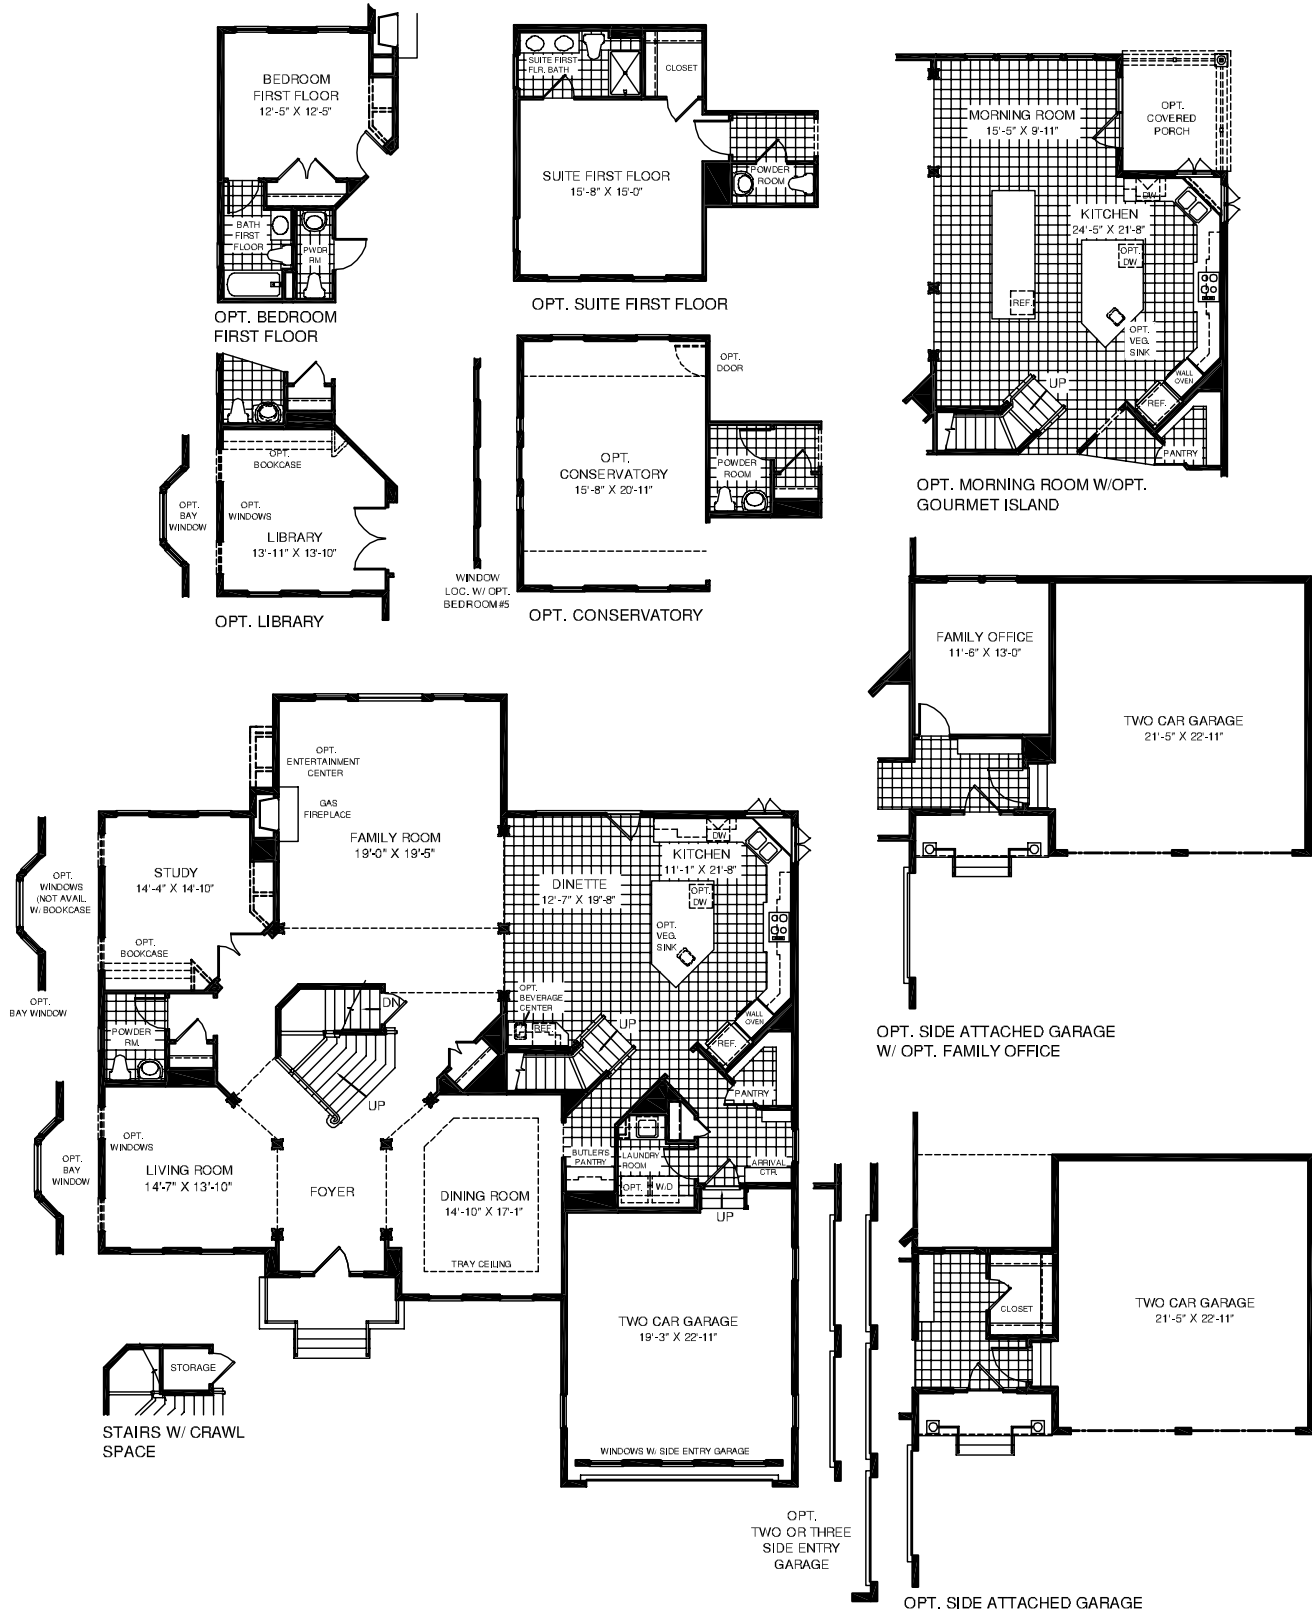 BEDROOM
FIRST FLOOR
12'-5" X 12'-5"
BATH
FIRST
FLOOR
PWDR
RM
OPT. BEDROOM
FIRST FLOOR
SUITE FIRST
FLR. BATH
CLOSET
SUITE FIRST FLOOR
15'-8" X 15'-0"
POWDER
ROOM
OPT. SUITE FIRST FLOOR
MORNING ROOM
15'-5" X 9'-11"
OPT.
COVERED
PORCH
DW
KITCHEN
24'-5" X 21'-8"
OPT.
DW
REF.
OPT.
VEG.
SINK
WALL
OVEN
REF.
UP
PANTRY
OPT. MORNING ROOM W/OPT.
GOURMET ISLAND
OPT.
BOOKCASE
OPT.
BAY
WINDOW
OPT.
WINDOWS
LIBRARY
13'-11" X 13'-10"
OPT. LIBRARY
OPT.
DOOR
OPT.
CONSERVATORY
15'-8" X 20'-11"
POWDER
ROOM
WINDOW
LOC. W/ OPT.
BEDROOM #5
OPT. CONSERVATORY
FAMILY OFFICE
11'-6" X 13'-0"
TWO CAR GARAGE
21'-5" X 22'-11"
OPT. SIDE ATTACHED GARAGE
W/ OPT. FAMILY OFFICE
OPT.
ENTERTAINMENT
CENTER
GAS
FIREPLACE
FAMILY ROOM
19'-0" X 19'-5"
STUDY
14'-4" X 14'-10"
OPT.
WINDOWS
(NOT AVAIL.
W/ BOOKCASE
OPT.
BOOKCASE
OPT.
BAY WINDOW
DW
KITCHEN
11'-1" X 21'-8"
DINETTE
12'-7" X 19'-8"
OPT.
DW
OPT.
VEG.
SINK
OPT.
BEVERAGE
CENTER
REF.
WALL
OVEN
REF.
UP
PANTRY
DN
UP
POWDER
RM.
OPT.
WINDOWS
OPT.
BAY
WINDOW
LIVING ROOM
14'-7" X 13'-10"
FOYER
DINING ROOM
14'-10" X 17'-1"
TRAY CEILING
BUTLER'S
PANTRY
LAUNDRY
ROOM
OPT.
W/D
ARRIVAL
CTR.
UP
TWO CAR GARAGE
19'-3" X 22'-11"
WINDOWS W/ SIDE ENTRY GARAGE
STORAGE
STAIRS W/ CRAWL
SPACE
OPT.
TWO OR THREE
SIDE ENTRY
GARAGE
CLOSET
TWO CAR GARAGE
21'-5" X 22'-11"
OPT. SIDE ATTACHED GARAGE